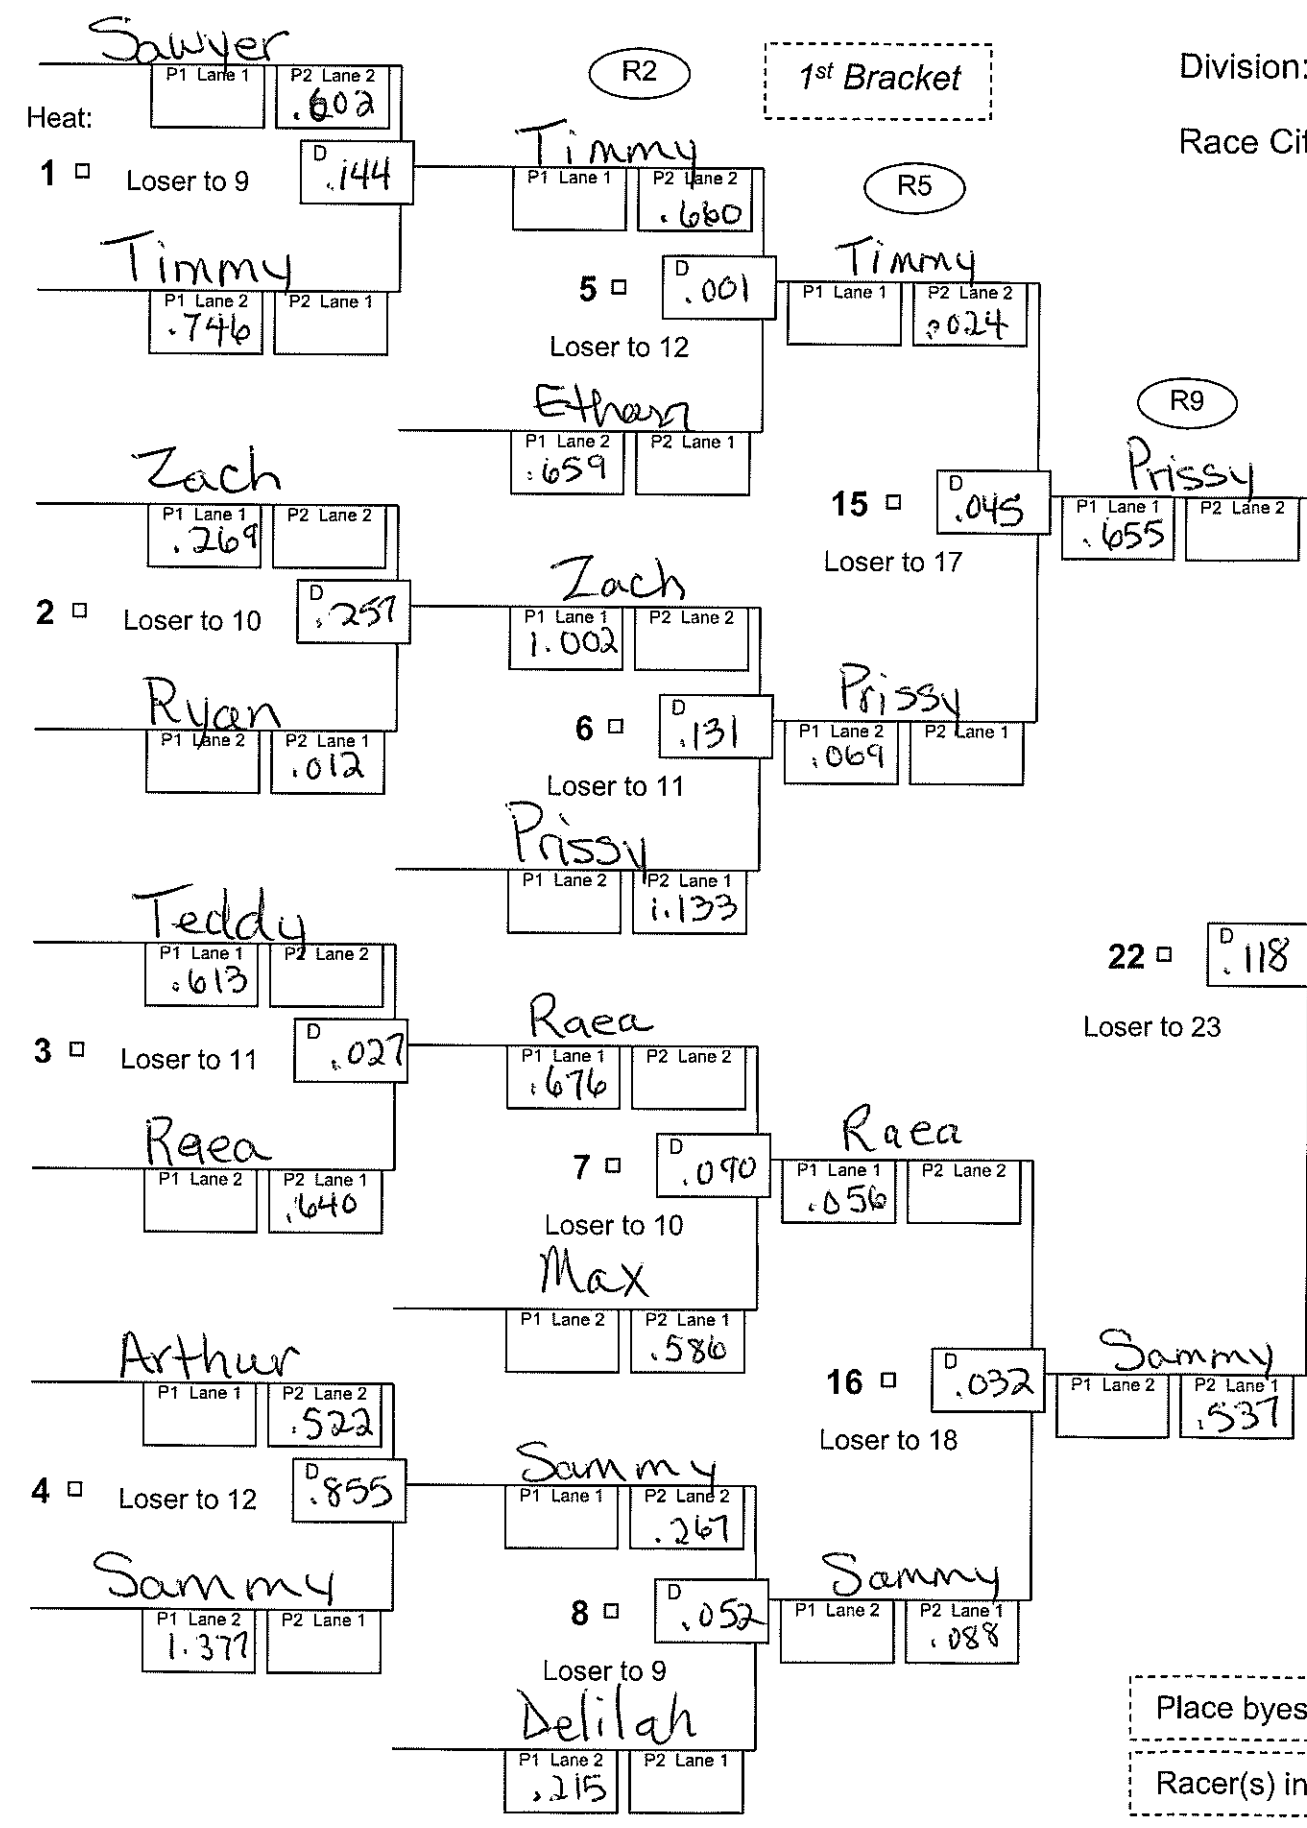 Sawyer
P1 Lane 1 P2 Lane 2
.602
R2
1st Bracket
Division:
Heat:
Race Cit
1 Loser to 9 D .144
Timmy
P1 Lane 1 P2 Lane 2
.660
R5
Timmy
P1 Lane 2 P2 Lane 1
.746
5 D .001
Loser to 12
Timmy
P1 Lane 1 P2 Lane 2
.024
Ethan
P1 Lane 2 P2 Lane 1
.659
R9
Zach
P1 Lane 1 P2 Lane 2
.269
15 D .045
Loser to 17
Prissy
P1 Lane 1 P2 Lane 2
.655
2 Loser to 10 D .257
Zach
P1 Lane 1 P2 Lane 2
1.002
Ryan
P1 Lane 2 P2 Lane 1
.012
6 D .131
Loser to 11
Prissy
P1 Lane 2 P2 Lane 1
.069
Prissy
P1 Lane 2 P2 Lane 1
1.133
Teddy
P1 Lane 1 P2 Lane 2
.613
22 D .118
Loser to 23
3 Loser to 11 D .027
Raea
P1 Lane 1 P2 Lane 2
.676
Raea
P1 Lane 2 P2 Lane 1
.640
7 D .090
Loser to 10
Raea
P1 Lane 1 P2 Lane 2
.056
Max
P1 Lane 2 P2 Lane 1
.586
Arthur
P1 Lane 1 P2 Lane 2
.522
16 D .032
Loser to 18
Sammy
P1 Lane 2 P2 Lane 1
.537
4 Loser to 12 D .855
Sammy
P1 Lane 1 P2 Lane 2
.267
Sammy
P1 Lane 2 P2 Lane 1
1.377
8 D .052
Loser to 9
Sammy
P1 Lane 2 P2 Lane 1
.088
Delilah
P1 Lane 2 P2 Lane 1
.215
Place byes
Racer(s) in